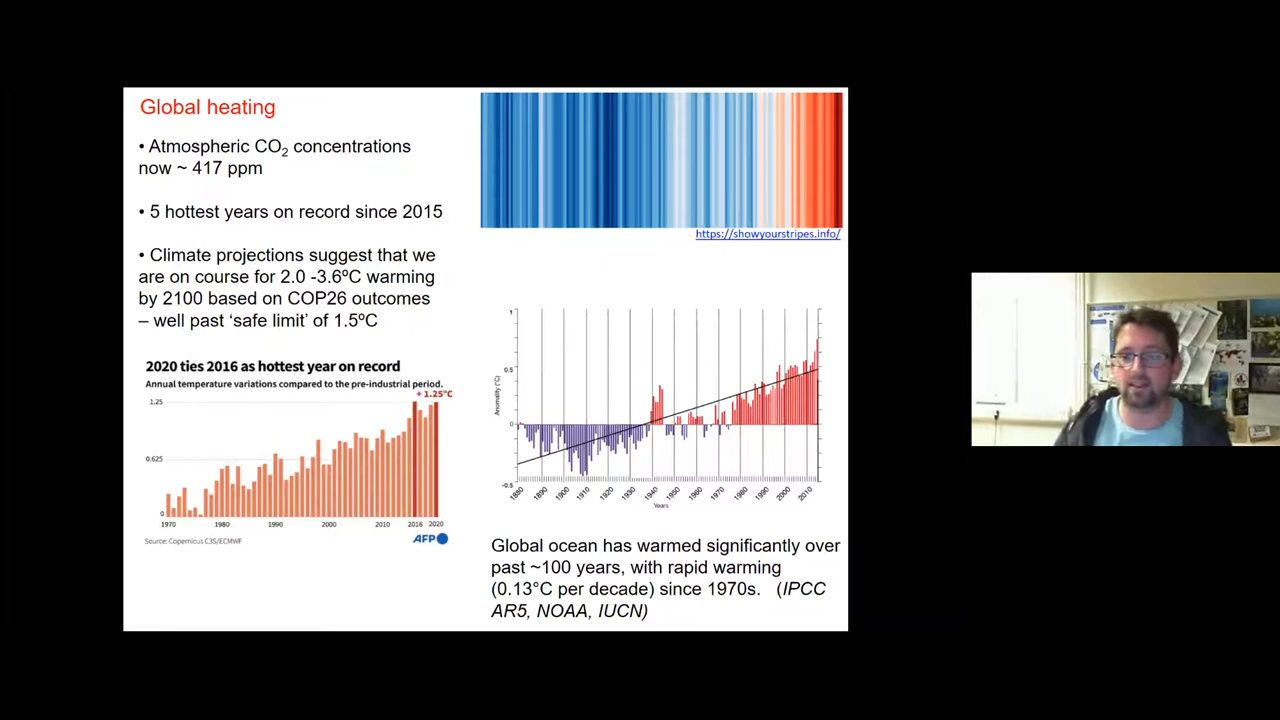 Global heating
• Atmospheric CO₂ concentrations
now ~ 417 ppm
• 5 hottest years on record since 2015
• Climate projections suggest that we
are on course for 2.0 -3.6ºC warming
by 2100 based on COP26 outcomes
– well past ‘safe limit’ of 1.5ºC
2020 ties 2016 as hottest year on record
Annual temperature variations compared to the pre-industrial period.
+ 1.25°C
1.25
0.625
0
1970 1980 1990 2000 2010 2016 2020
Source: Copernicus C3S/ECMWF
AFP
https://showyourstripes.info/
1
0.5
0
-0.5
Anomality (°C)
1880 1890 1900 1910 1920 1930 1940 1950 1960 1970 1980 1990 2000 2010
Years
Global ocean has warmed significantly over
past ~100 years, with rapid warming
(0.13°C per decade) since 1970s. (IPCC
AR5, NOAA, IUCN)